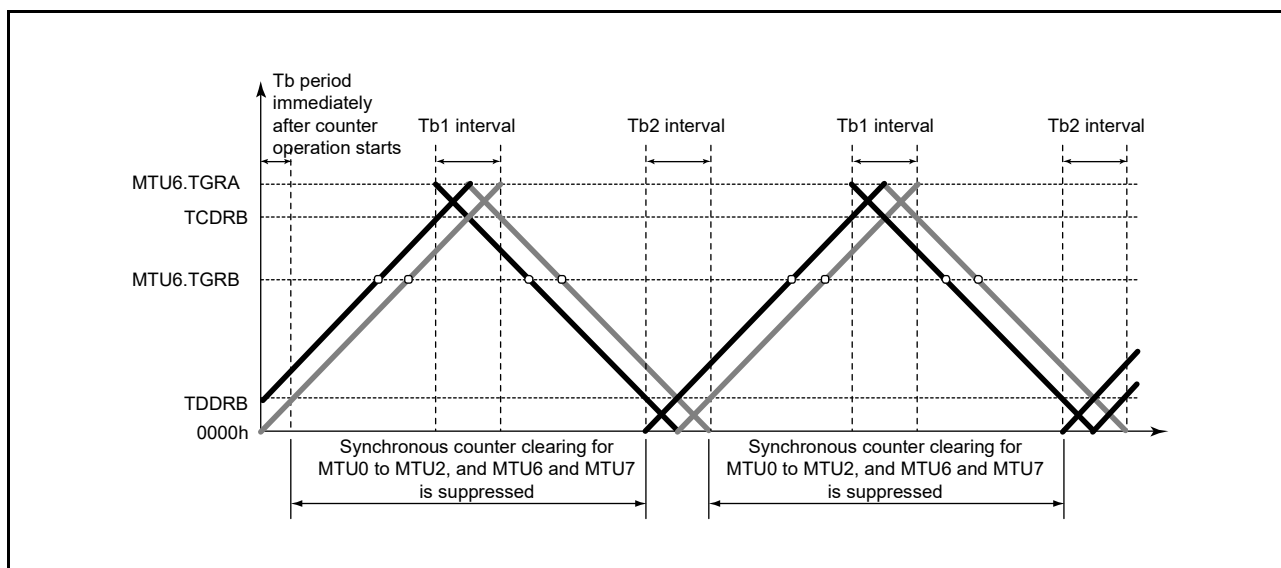 Tb period
immediately
after counter
operation starts
Tb1 interval
Tb2 interval
Tb1 interval
Tb2 interval
MTU6.TGRA
TCDRB
MTU6.TGRB
TDDRB
0000h
Synchronous counter clearing for
MTU0 to MTU2, and MTU6 and MTU7
is suppressed
Synchronous counter clearing for
MTU0 to MTU2, and MTU6 and MTU7
is suppressed